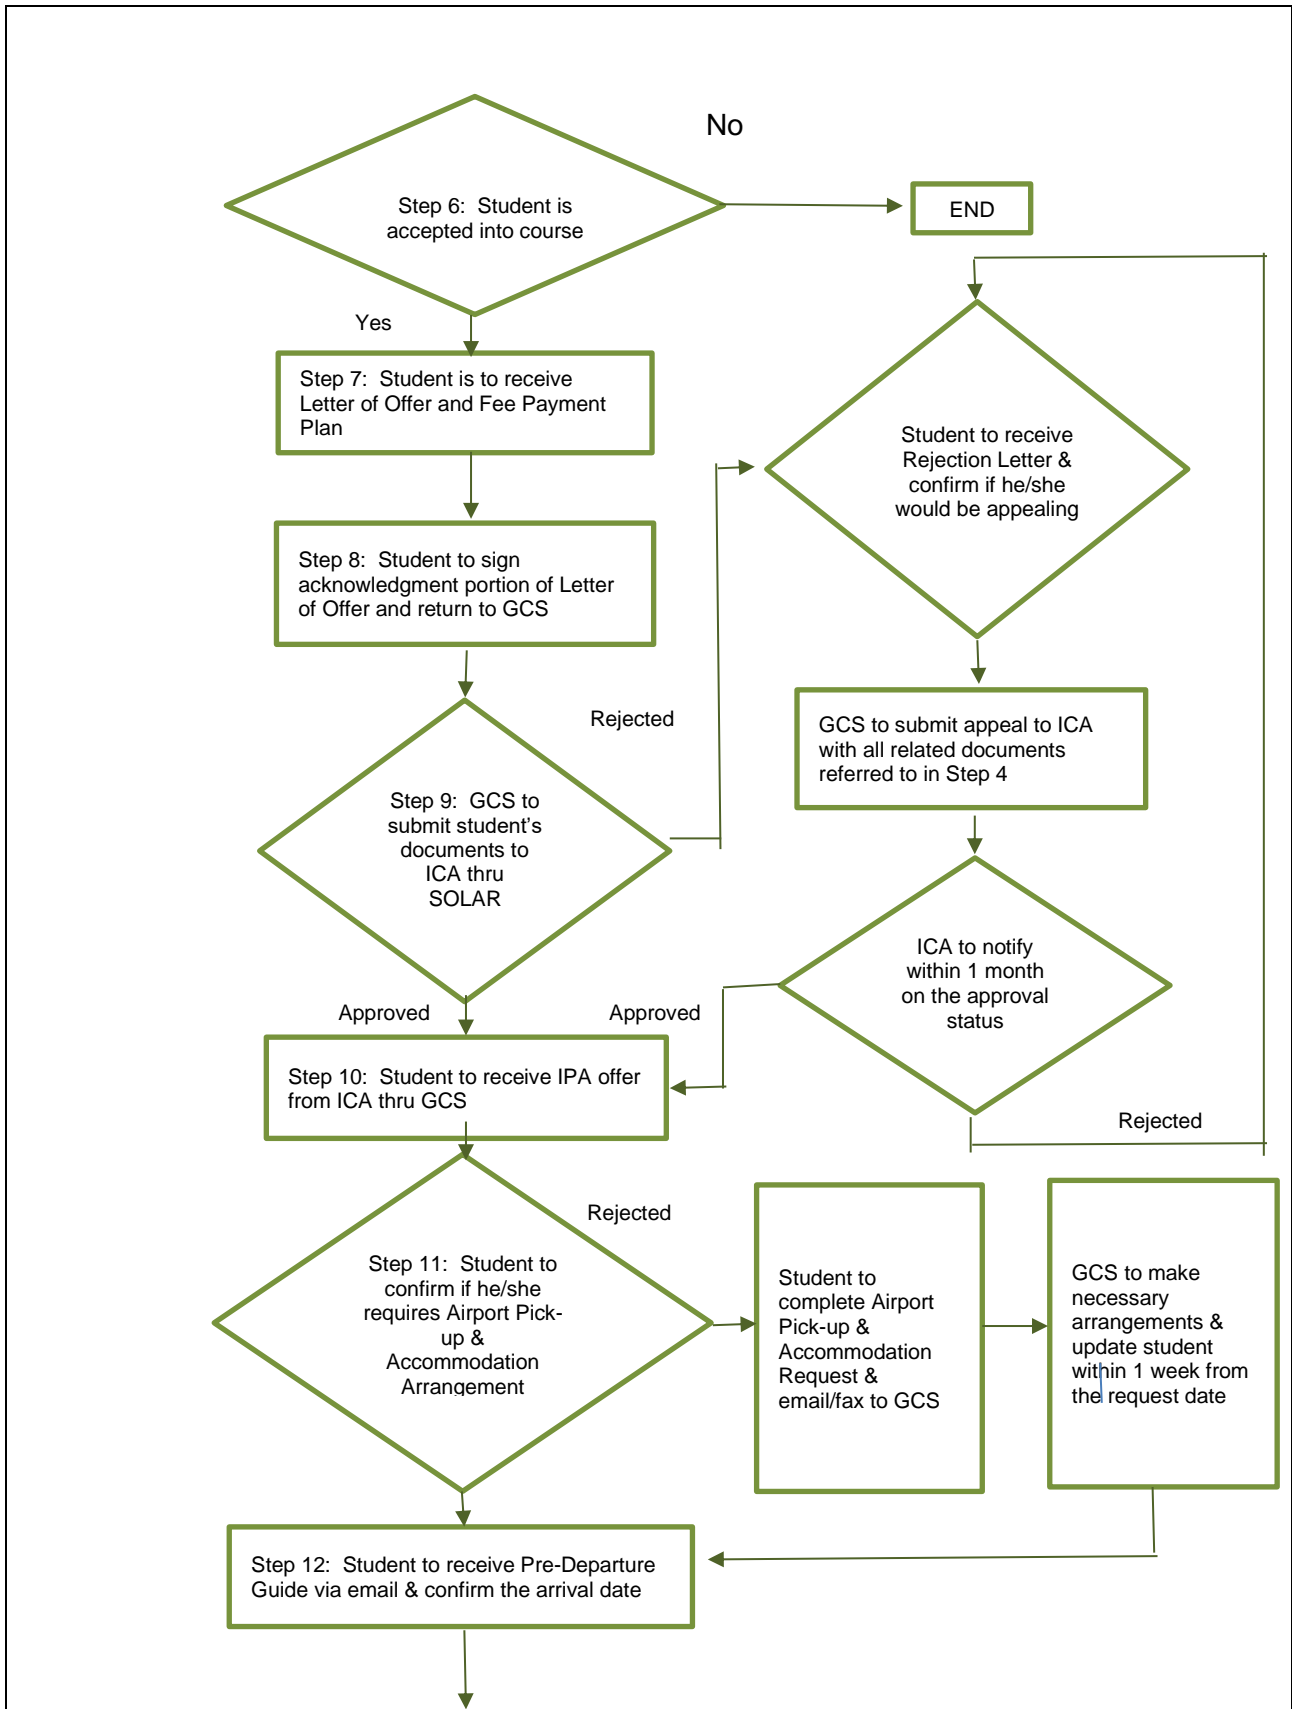 No
Step 6:  Student is
accepted into course
END
Yes
Step 7:  Student is to receive
Letter of Offer and Fee Payment
Plan
Student to receive
Rejection Letter &
confirm if he/she
would be appealing
Step 8:  Student to sign
acknowledgment portion of Letter
of Offer and return to GCS
Rejected
GCS to submit appeal to ICA
with all related documents
referred to in Step 4
Step 9:  GCS to
submit student’s
documents to
ICA thru
SOLAR
ICA to notify
within 1 month
on the approval
status
Approved
Approved
Step 10:  Student to receive IPA offer
from ICA thru GCS
Rejected
Rejected
Step 11:  Student to
confirm if he/she
requires Airport Pick-
up &
Accommodation
Arrangement
Student to
complete Airport
Pick-up &
Accommodation
Request &
email/fax to GCS
GCS to make
necessary
arrangements &
update student
within 1 week from
the request date
Step 12:  Student to receive Pre-Departure
Guide via email & confirm the arrival date